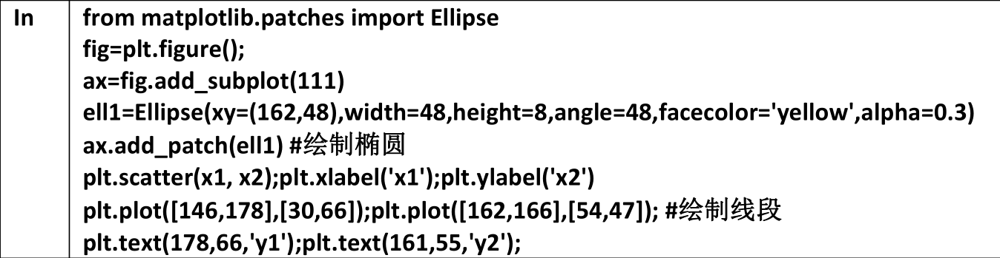 In
from matplotlib.patches import Ellipse
fig=plt.figure();
ax=fig.add_subplot(111)
ell1=Ellipse(xy=(162,48),width=48,height=8,angle=48,facecolor='yellow',alpha=0.3)
ax.add_patch(ell1) #绘制椭圆
plt.scatter(x1, x2);plt.xlabel('x1');plt.ylabel('x2')
plt.plot([146,178],[30,66]);plt.plot([162,166],[54,47]); #绘制线段
plt.text(178,66,'y1');plt.text(161,55,'y2');